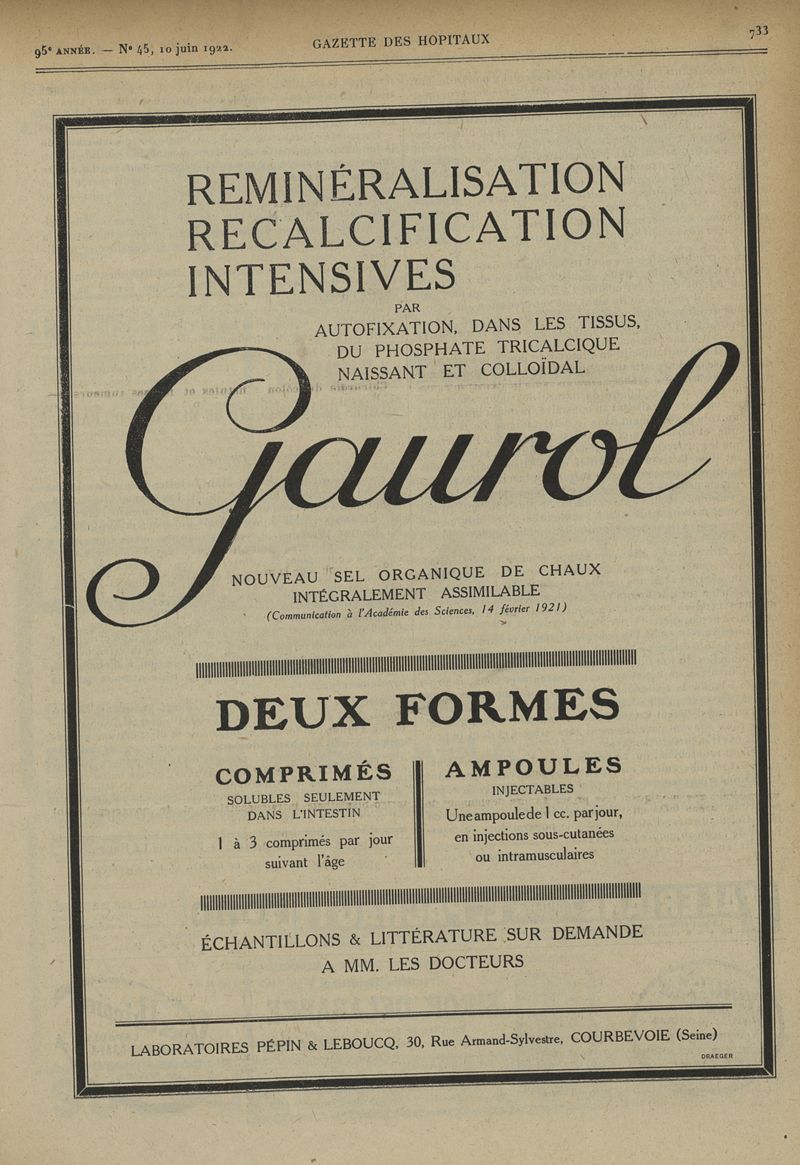 95e ANNÉE. — No 45, 10 juin 1922.
GAZETTE DES HOPITAUX
733
REMINÉRALISATION
RECALCIFICATION
INTENSIVES
PAR
AUTOFIXATION, DANS LES TISSUS,
DU PHOSPHATE TRICALCIQUE
NAISSANT ET COLLOÏDAL
Gaurol
NOUVEAU SEL ORGANIQUE DE CHAUX
INTÉGRALEMENT ASSIMILABLE
(Communication à l'Académie des Sciences, 14 février 1921)
DEUX FORMES
COMPRIMÉS
SOLUBLES SEULEMENT
DANS L'INTESTIN
1 à 3 comprimés par jour
suivant l'âge
AMPOULES
INJECTABLES
Une ampoule de 1 cc. par jour,
en injections sous-cutanées
ou intramusculaires
ÉCHANTILLONS & LITTÉRATURE SUR DEMANDE
A MM. LES DOCTEURS
LABORATOIRES PÉPIN & LEBOUCQ, 30, Rue Armand-Sylvestre, COURBEVOIE (Seine)
DRAEGER